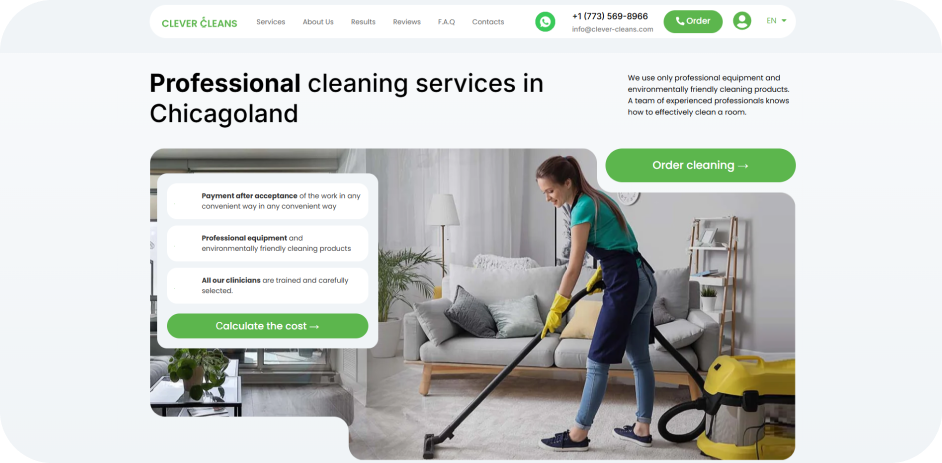 CLEVER CLEANS
Services
About Us
Results
Reviews
F.A.Q
Contacts
+1 (773) 569-8966
info@clever-cleans.com
Order
EN
Professional cleaning services in
Chicagoland
We use only professional equipment and
environmentally friendly cleaning products.
A team of experienced professionals knows
how to effectively clean a room.
Order cleaning →
Payment after acceptance of the work in any
convenient way in any convenient way
Professional equipment and
environmentally friendly cleaning products
All our clinicians are trained and carefully
selected.
Calculate the cost →